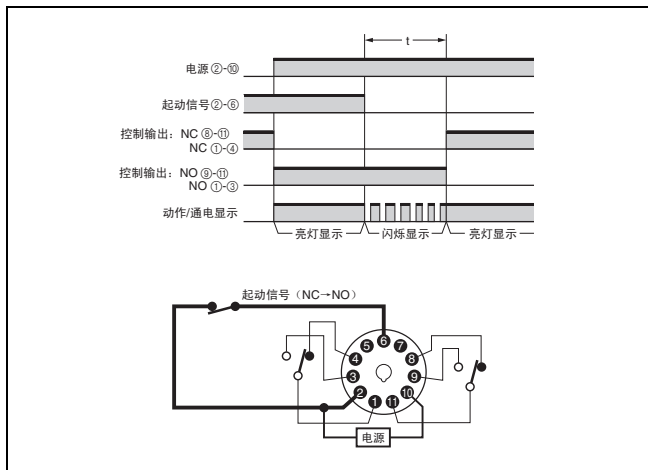 t
电源 ②-⑩
起动信号②-⑥
控制输出：NC ⑧-⑪
NC ①-④
控制输出：NO ⑨-⑪
NO ①-③
动作/通电显示
亮灯显示 闪烁显示 亮灯显示
起动信号（NC→NO）
6
5 7
4 8
3 9
2 10
1 11
电源